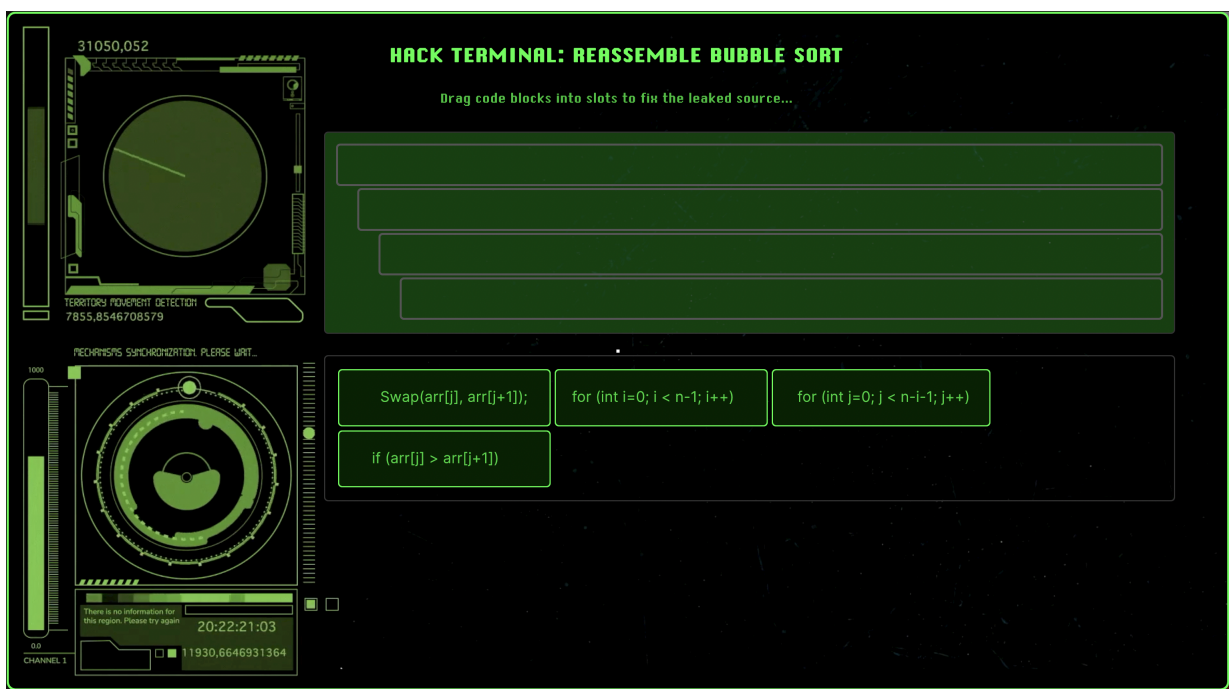 31050,052
HACK TERMINAL: REASSEMBLE BUBBLE SORT
Drag code blocks into slots to fix the leaked source...
TERRITORY MOVEMENT DETECTION
7855,8546708579
MECHANISMS SYNCHRONIZATION. PLEASE WAIT...
1000
Swap(arr[j], arr[j+1]);
for (int i=0; i < n-1; i++)
for (int j=0; j < n-i-1; j++)
if (arr[j] > arr[j+1])
There is no information for
this region. Please try again
20:22:21:03
11930,6646931364
0.0
CHANNEL 1